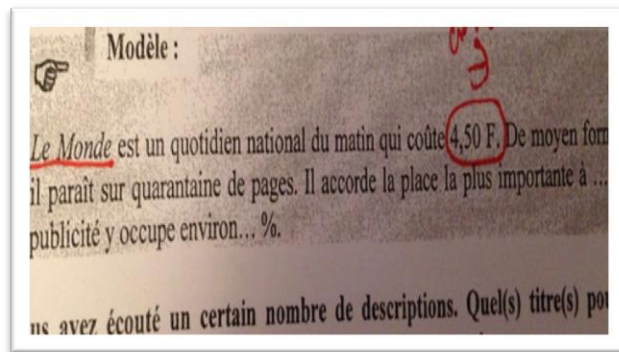 Modèle :
Le Monde est un quotidien national du matin qui coûte 4,50 F. De moyen form
il paraît sur quarantaine de pages. Il accorde la place la plus importante à ...
publicité y occupe environ... %.
us avez écouté un certain nombre de descriptions. Quel(s) titre(s) pou